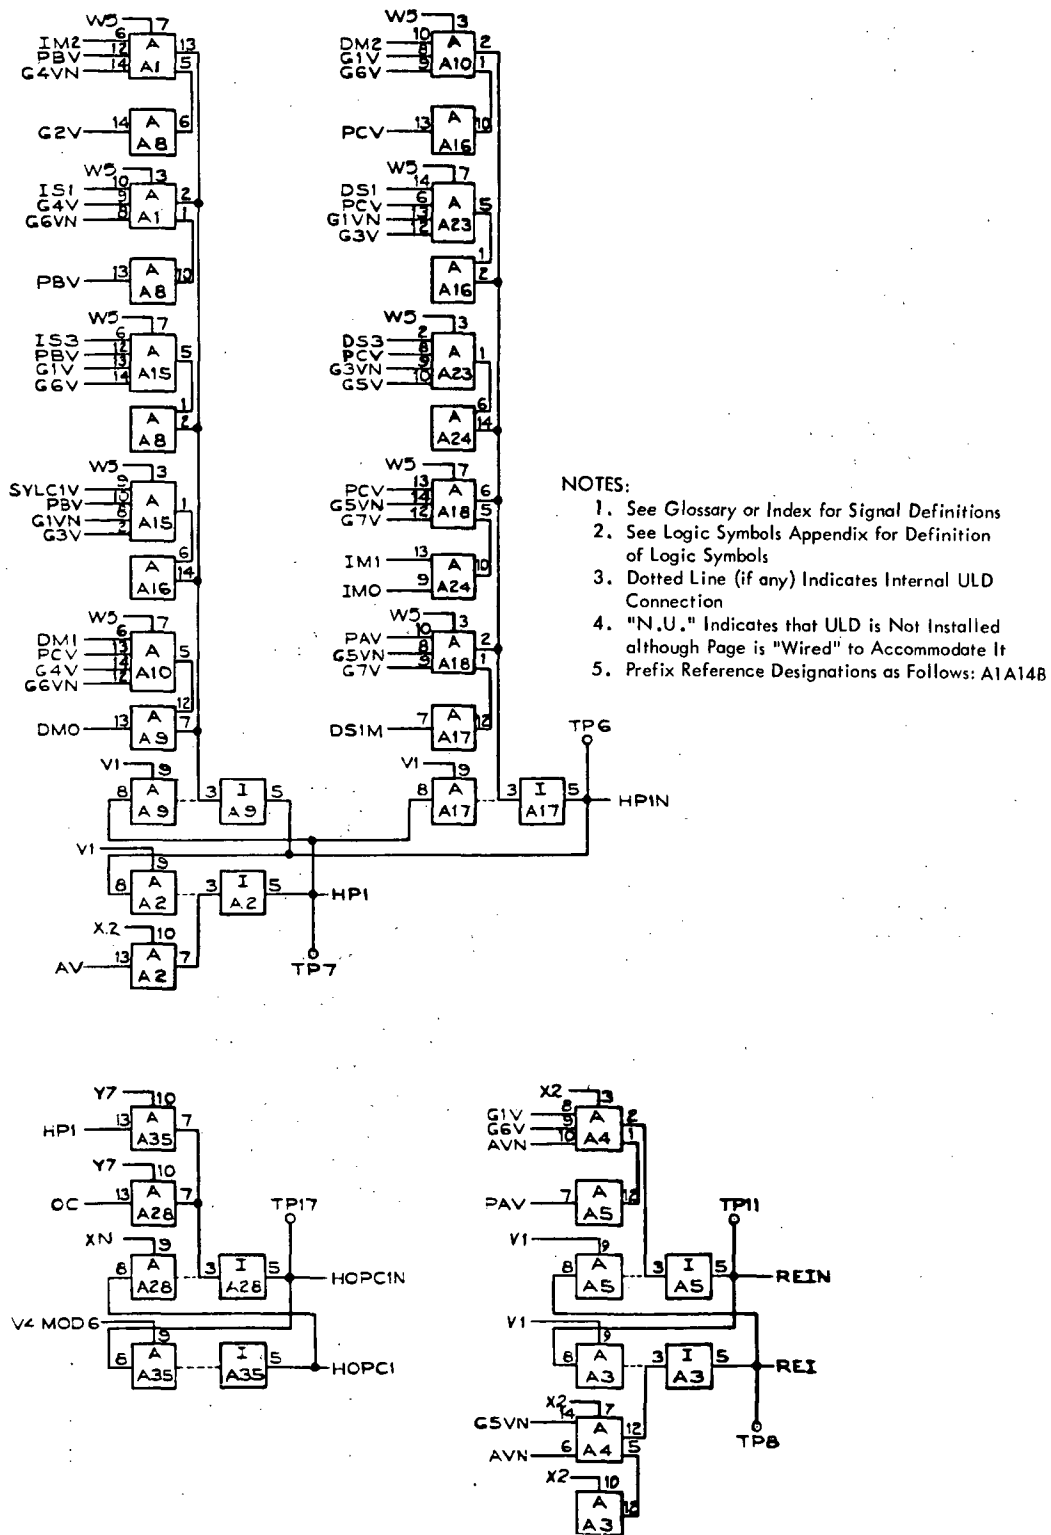 W5 7
IM2 6 A 13
PBV 12 A1 5
G4VN 14
G2V 14 A 6
A8
W5 3
IS1 10 A 2
G4V 9 A1 1
G6VN 8
PBV 13 A 10
A8
W5 7
IS3 6 A 5
PBV 12 A15
G1V 13
G6V 14
A 1
A8 2
W5 3
SYLC1V 9 A 1
PBV 10 A15
G1VN 8
G3V 2
A 6
A16 14
W5 7
DM1 6 A 5
PCV 13 A10
G4V 14
G6VN 12
12
DM0 13 A 7
A9
V1 9
8 A 3 I 5
A9 A9
V1 9
8 A 3 I 5 HP1
A2 A2
X2 10
AV 13 A 7
A2
TP7
W5 3
DM2 10 A 2
G1V 8 A10 1
G6V 9
PCV 13 A 10
A16
W5 7
DS1 14 A 5
PCV 6 A23
G1VN 13
G3V 12
A 1
A16 2
W5 3
DS3 2 A 1
PCV 8 A23
G3VN 9
G5V 10
A 6
A24 14
W5 7
PCV 13 A 6
G5VN 14 A18 5
G7V 12
IM1 13 A 10
IM0 9 A24
W5 3
PAV 10 A 2
G5VN 8 A18 1
G7V 9
DS1M 7 A 12
A17
TP6
V1 9
8 A 3 I 5 HP1N
A17 A17
NOTES:
1. See Glossary or Index for Signal Definitions
2. See Logic Symbols Appendix for Definition
of Logic Symbols
3. Dotted Line (if any) Indicates Internal ULD
Connection
4. "N.U." Indicates that ULD is Not Installed
although Page is "Wired" to Accommodate It
5. Prefix Reference Designations as Follows: A1A14B
Y7 10
HP1 13 A 7
A35
Y7 10
OC 13 A 7
A28
TP17
XN 9
8 A 3 I 5 HOPC1N
A28 A28
V4 MOD6 9
8 A I 5 HOPC1
A35 A35
X2 3
G1V 8 A 2
G6V 9 A4 1
AVN 10
PAV 7 A 12
A5
TP11
V1 9
8 A 3 I 5 REIN
A5 A5
V1 9
8 A 3 I 5 REI
A3 A3
X2 7
G5VN 14 A 12
AVN 6 A4 5
TP8
X2 10
A 12
A3